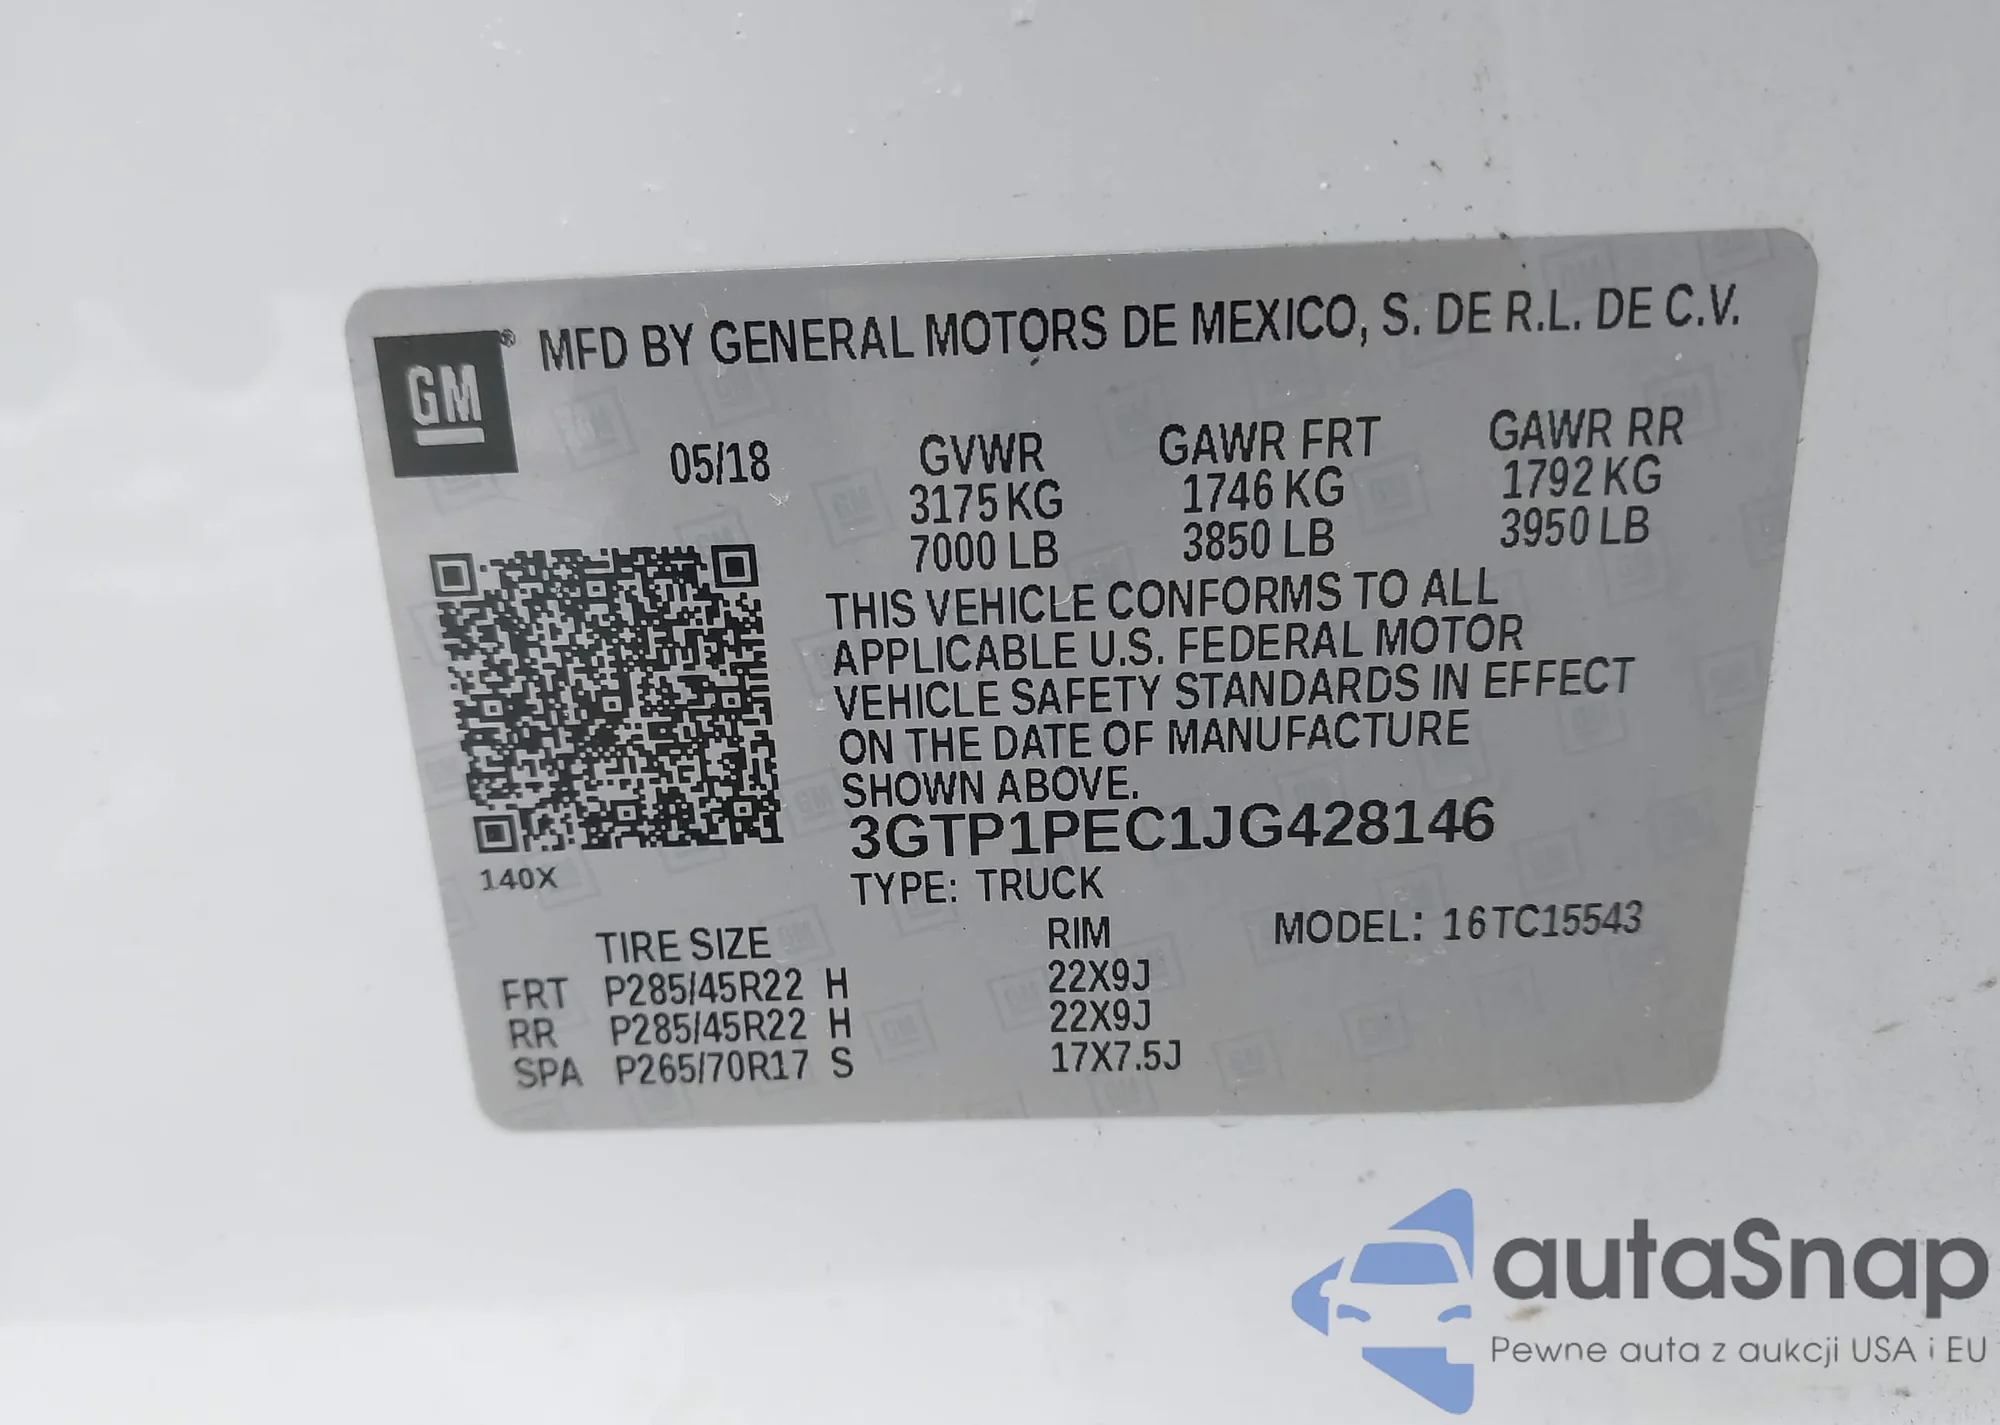 GM ® MFD BY GENERAL MOTORS DE MEXICO, S. DE R.L. DE C.V.
05/18 GVWR GAWR FRT GAWR RR
3175 KG 1746 KG 1792 KG
7000 LB 3850 LB 3950 LB
THIS VEHICLE CONFORMS TO ALL
APPLICABLE U.S. FEDERAL MOTOR
VEHICLE SAFETY STANDARDS IN EFFECT
ON THE DATE OF MANUFACTURE
SHOWN ABOVE.
3GTP1PEC1JG428146
140X
TYPE: TRUCK
TIRE SIZE RIM MODEL: 16TC15543
FRT P285/45R22 H 22X9J
RR P285/45R22 H 22X9J
SPA P265/70R17 S 17X7.5J
autaSnap
Pewne auta z aukcji USA i EU